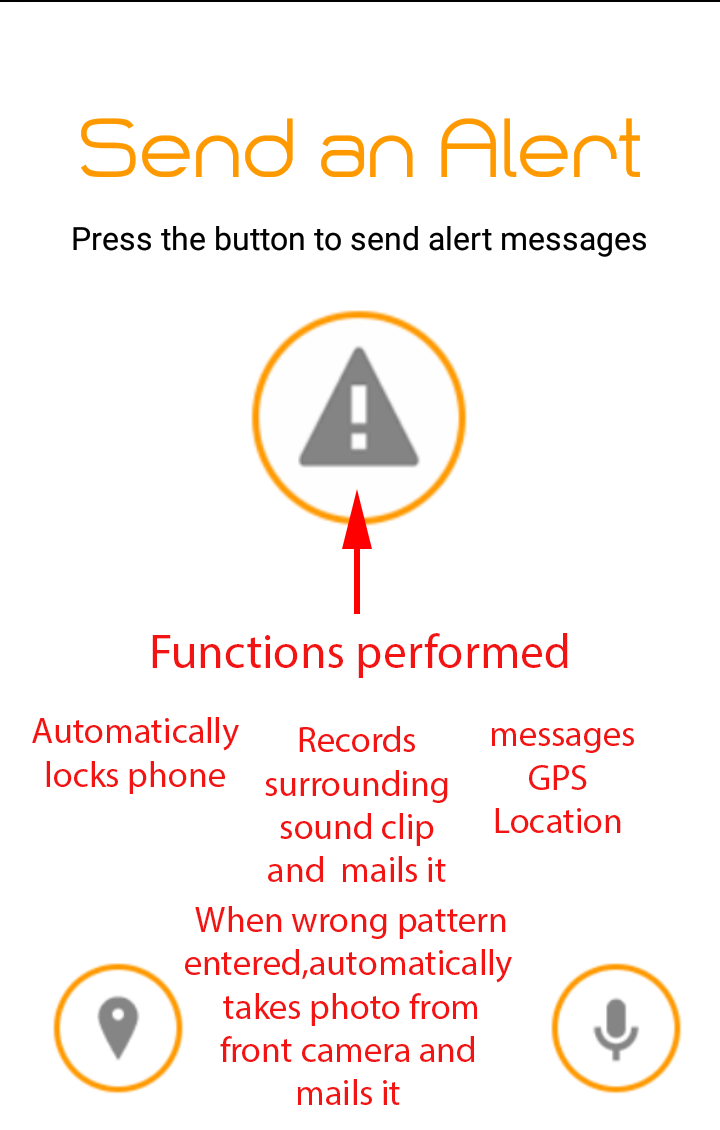 Send an Alert
Press the button to send alert messages
Functions performed
Automatically
locks phone
Records
surrounding
sound clip
and  mails it
messages
GPS
Location
When wrong pattern
entered,automatically
takes photo from
front camera and
mails it